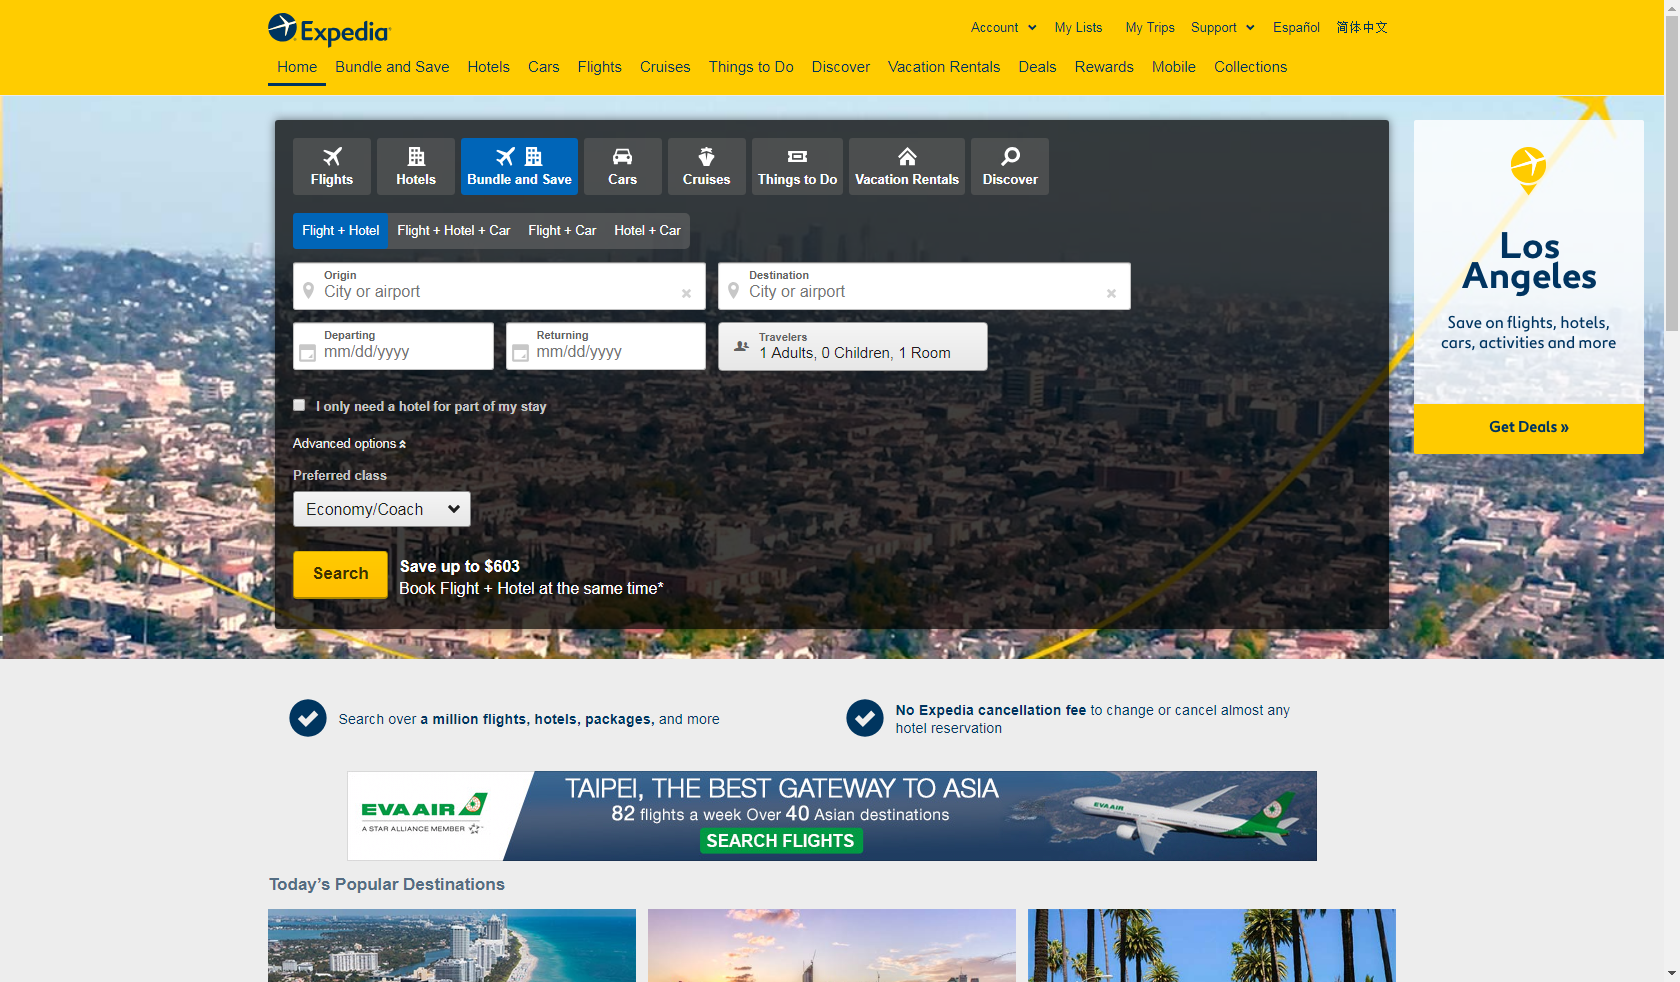 Expedia
Account
My Lists
My Trips
Support
Español
简体中文
Home
Bundle and Save
Hotels
Cars
Flights
Cruises
Things to Do
Discover
Vacation Rentals
Deals
Rewards
Mobile
Collections
Flights
Hotels
Bundle and Save
Cars
Cruises
Things to Do
Vacation Rentals
Discover
Flight + Hotel
Flight + Hotel + Car
Flight + Car
Hotel + Car
Origin
City or airport
Destination
City or airport
Departing
mm/dd/yyyy
Returning
mm/dd/yyyy
Travelers
1 Adults, 0 Children, 1 Room
I only need a hotel for part of my stay
Advanced options
Preferred class
Economy/Coach
Search
Save up to $603
Book Flight + Hotel at the same time*
Los
Angeles
Save on flights, hotels,
cars, activities and more
Get Deals »
Search over a million flights, hotels, packages, and more
No Expedia cancellation fee to change or cancel almost any
hotel reservation
EVA AIR
A STAR ALLIANCE MEMBER
TAIPEI, THE BEST GATEWAY TO ASIA
82 flights a week Over 40 Asian destinations
SEARCH FLIGHTS
EVA AIR
Today's Popular Destinations